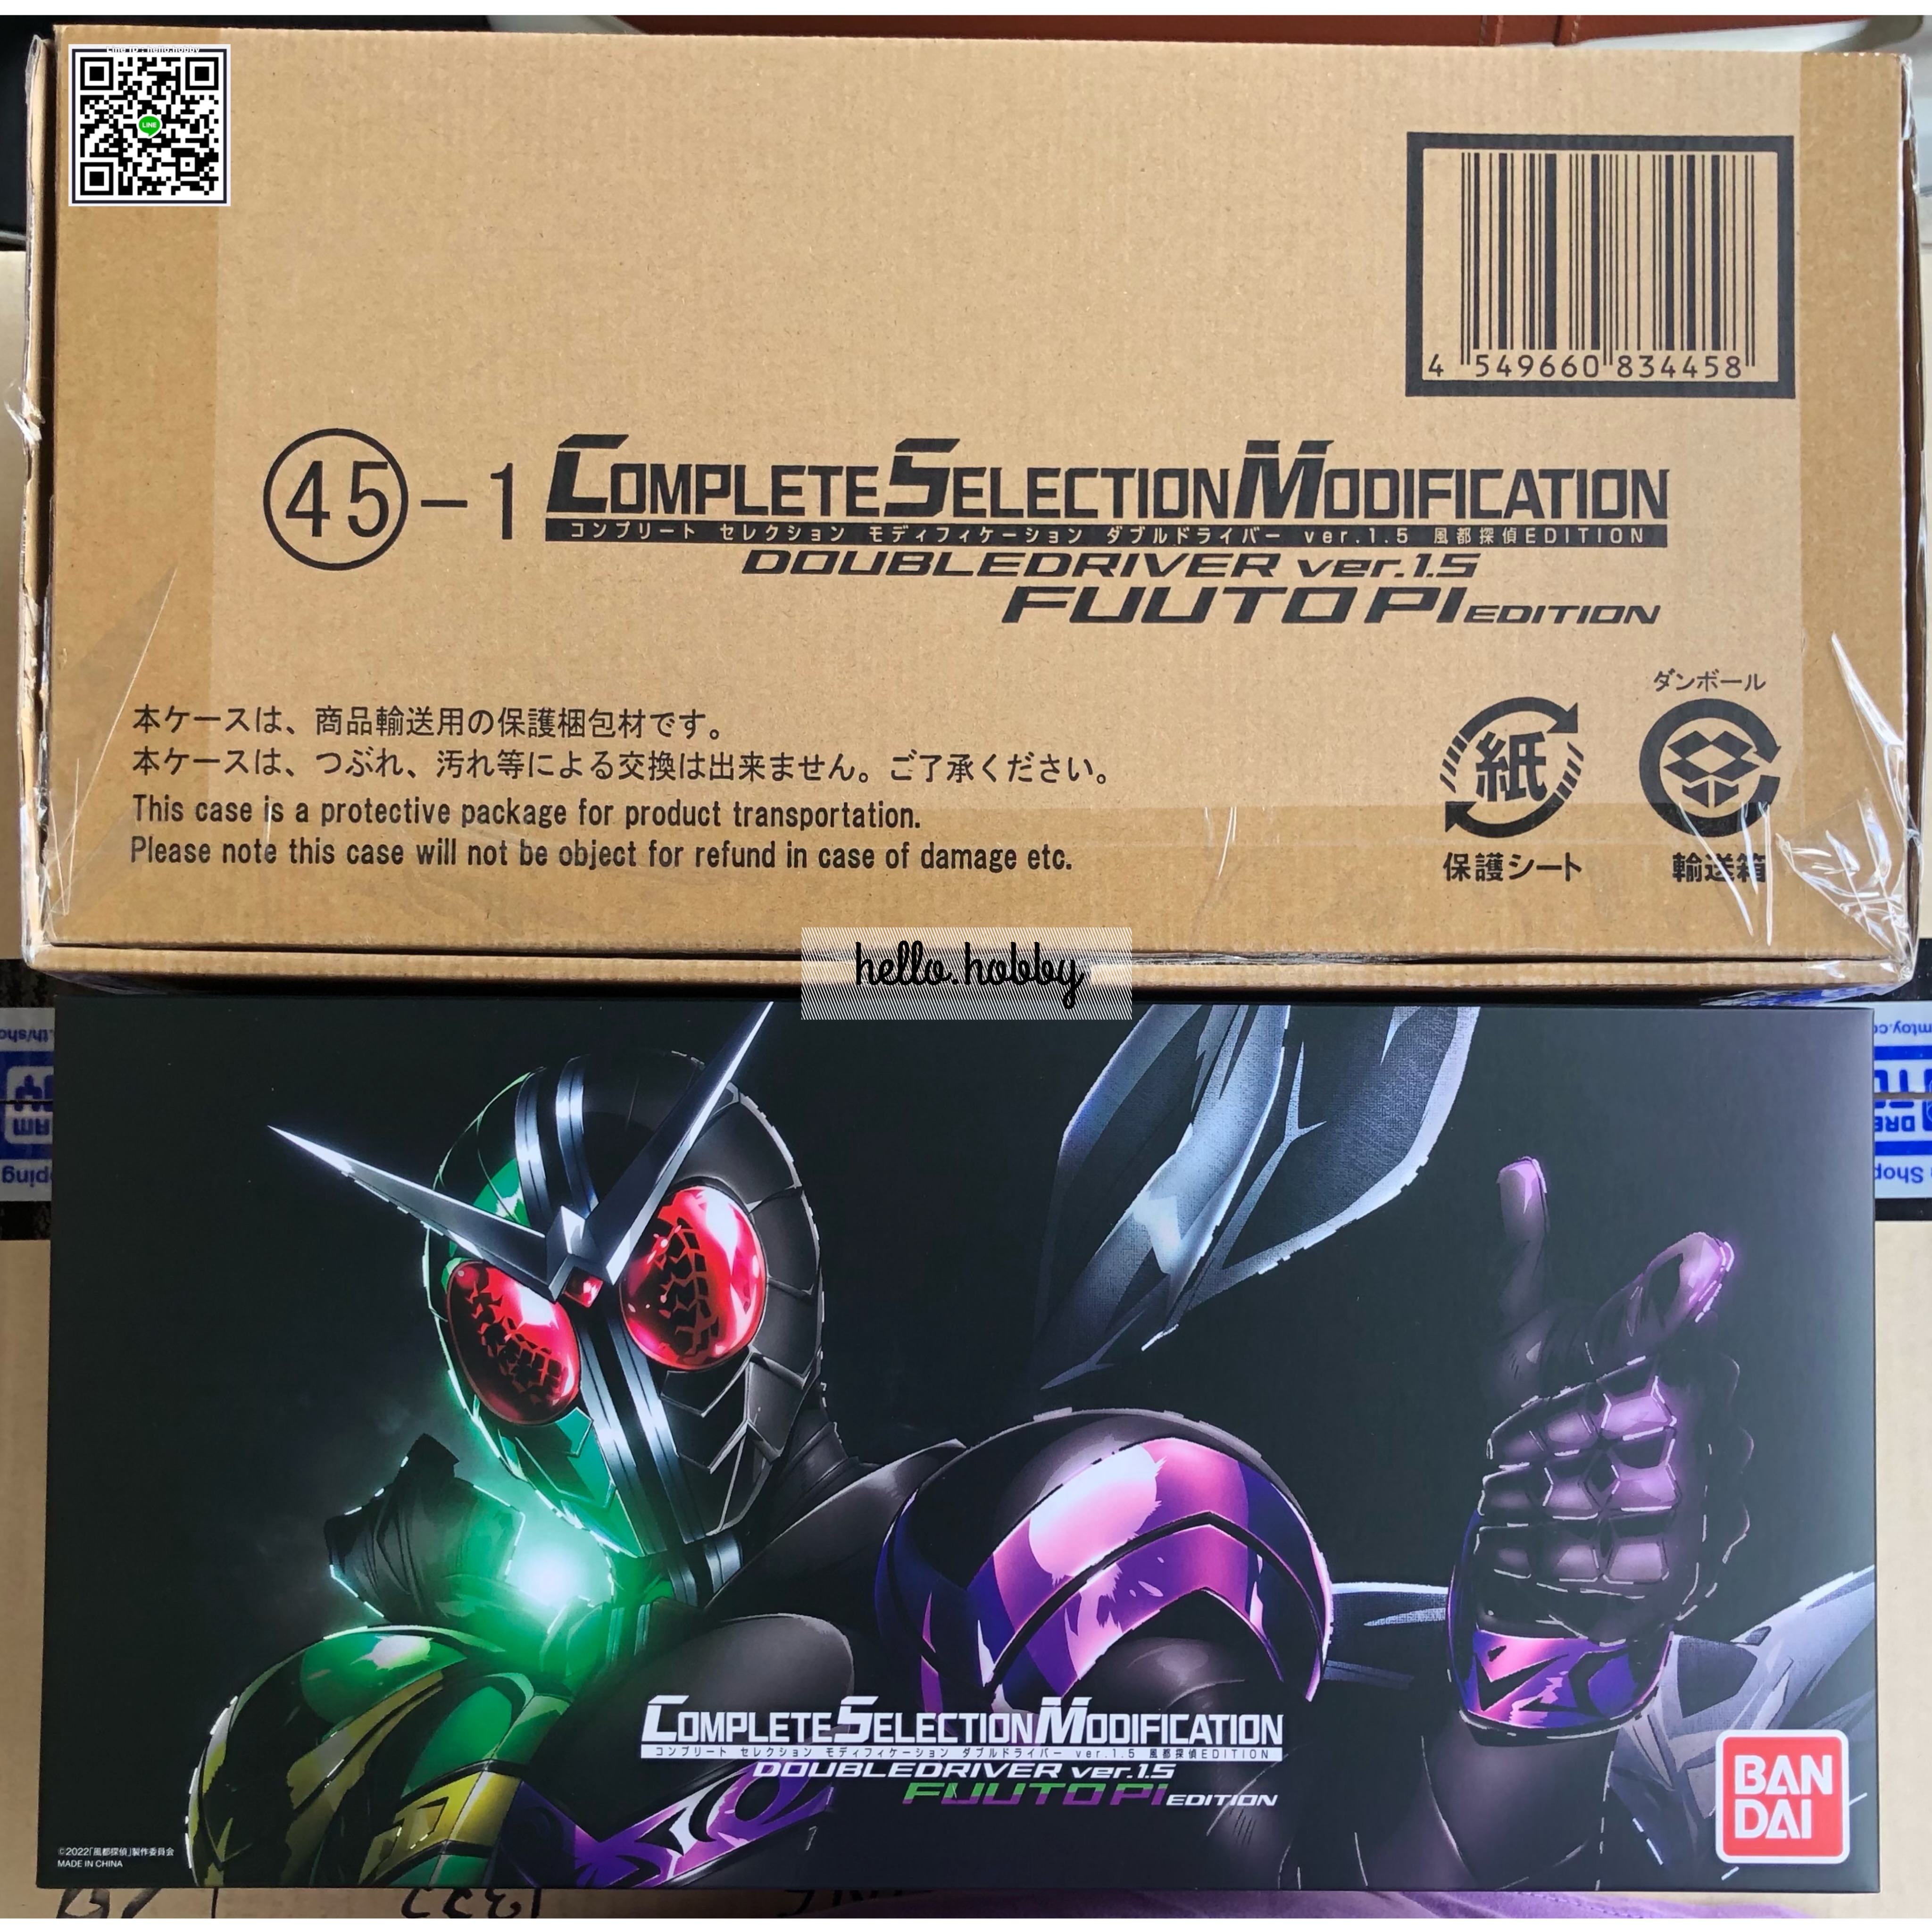 Line ID : hello.hobby
LINE
4 549660 834458
45-1
COMPLETE SELECTION MODIFICATION
コンプリート セレクション モディフィケーション ダブルドライバー ver.1.5 風都探偵EDITION
DOUBLEDRIVER ver.1.5
FUUTO PI EDITION
ダンボール
本ケースは、商品輸送用の保護梱包材です。
本ケースは、つぶれ、汚れ等による交換は出来ません。ご了承ください。
This case is a protective package for product transportation.
Please note this case will not be object for refund in case of damage etc.
紙
保護シート
輸送箱
hello.hobby
COMPLETE SELECTION MODIFICATION
コンプリート セレクション モディフィケーション ダブルドライバー ver.1.5 風都探偵EDITION
DOUBLEDRIVER ver.1.5
FUUTO PI EDITION
BAN
DAI
©2022「風都探偵」製作委員会
MADE IN CHINA